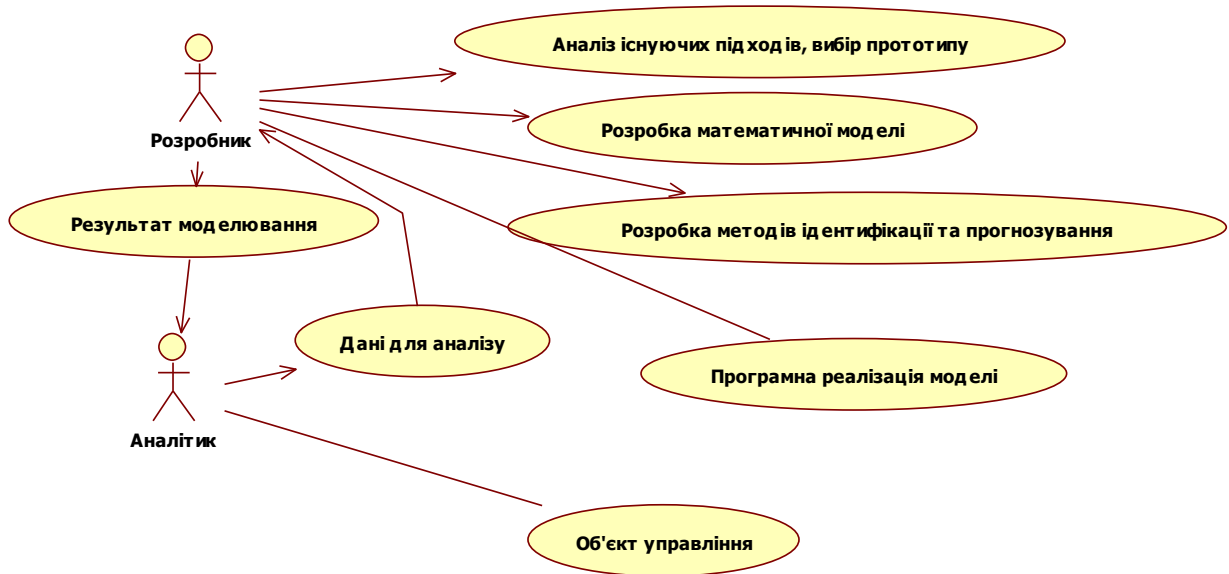 Аналіз існуючих підходів, вибір прототипу
Розробка математичної моделі
Розробник
Результат моделювання
Розробка методів ідентифікації та прогнозування
Дані для аналізу
Програмна реалізація моделі
Аналітик
Об'єкт управління